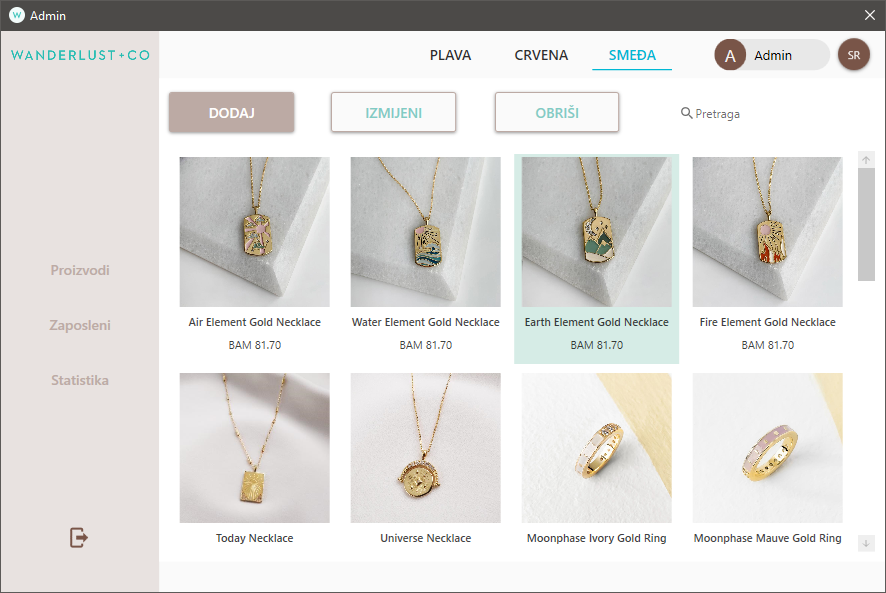 W Admin
WANDERLUST+CO
PLAVA CRVENA SMEĐA A Admin SR
DODAJ IZMIJENI OBRIŠI Pretraga
Proizvodi
Zaposleni
Statistika
Air Element Gold Necklace Water Element Gold Necklace Earth Element Gold Necklace Fire Element Gold Necklace
BAM 81.70 BAM 81.70 BAM 81.70 BAM 81.70
Today Necklace Universe Necklace Moonphase Ivory Gold Ring Moonphase Mauve Gold Ring